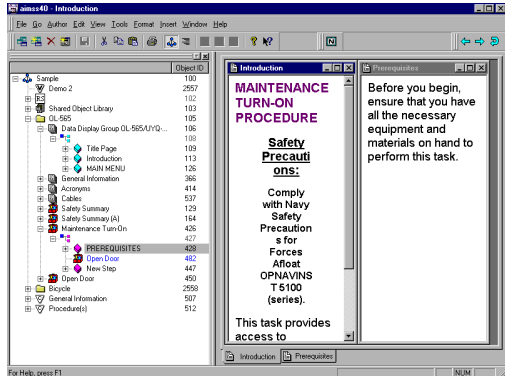 aimss40 - Introduction
File Go Author Edit View Tools Format Insert Window Help
Object ID
Sample 100
Demo 2 2557
RS 102
Shared Object Library 103
OL-565 105
Data Display Group OL-565/UYQ-... 106
108
Title Page 109
Introduction 113
MAIN MENU 126
General Information 366
Acronyms 414
Cables 537
Safety Summary 129
Safety Summary (A) 164
Maintenance Turn-On 426
427
PREREQUISITES 428
Open Door 482
New Step 447
Open Door 450
Bicycle 2558
General Information 507
Procedure(s) 512
Introduction
MAINTENANCE
TURN-ON
PROCEDURE
Safety
Precauti
ons:
Comply
with Navy
Safety
Precaution
s for
Forces
Afloat
OPNAVINS
T 5100
(series).
This task provides
access to
Prerequisites
Before you begin,
ensure that you have
all the necessary
equipment and
materials on hand to
perform this task.
Introduction Prerequisites
For Help, press F1
NUM